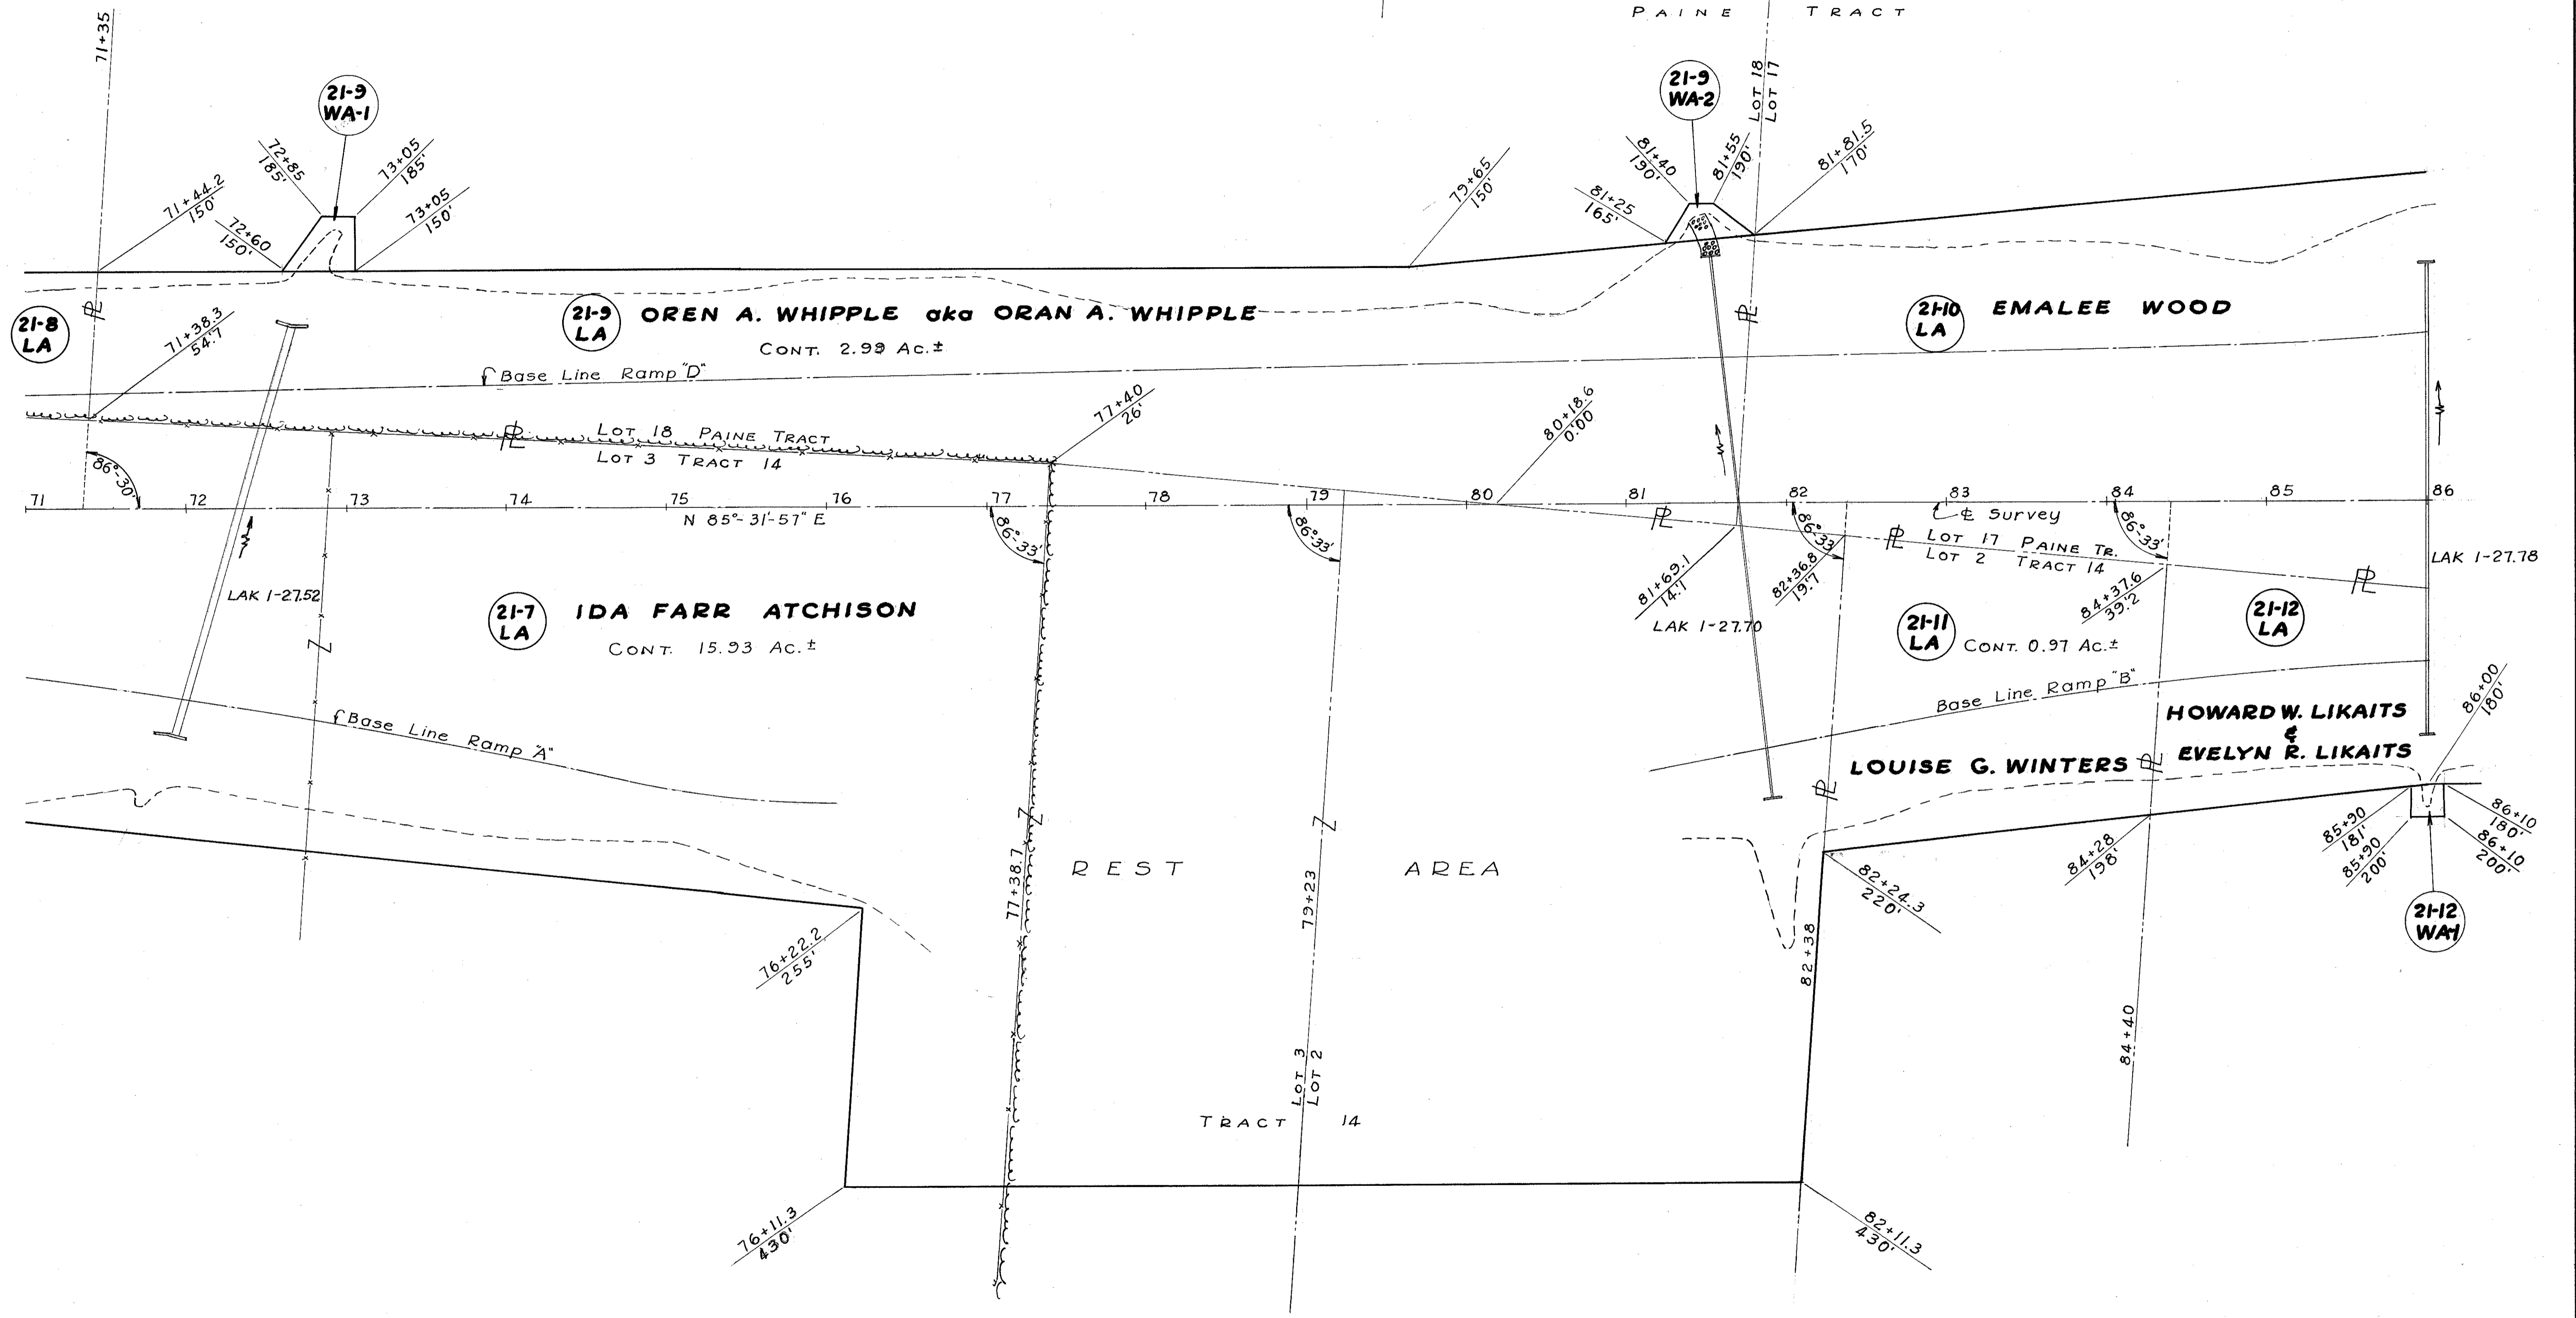 PAINE TRACT
71+35
21-9
WA-1
72+85
185'
73+05
185'
71+44.2
150'
72+60
150'
73+05
150'
79+65
150'
21-9
WA-2
LOT 18
LOT 17
81+40
190'
81+55
190'
81+81.5
170'
81+25
165'
21-8
LA
71+38.3
54.'7
21-9
LA
OREN A. WHIPPLE aka ORAN A. WHIPPLE
CONT. 2.99 AC.±
21-10
LA
EMALEE WOOD
Base Line Ramp "D"
77+40
26'
80+18.6
0.'00
LOT 18 PAINE TRACT
LOT 3 TRACT 14
PL
PL
PL
86°-30'
71 72 73 74 75 76 77 78 79 80 81 82 83 84 85 86
N 85°-31'-57" E
86°-33'
86°-33'
86°-33'
86°-33'
₵ Survey
PL
PL
LOT 17 PAINE TR.
LOT 2 TRACT 14
PL
LAK 1-27.52
LAK 1-27.78
81+69.1
14.'1
82+36.8
19.'7
84+37.6
39.'2
LAK 1-27.70
21-7
LA
IDA FARR ATCHISON
CONT. 15.93 AC.±
21-11
LA
CONT. 0.97 AC.±
21-12
LA
Base Line Ramp "A"
Base Line Ramp "B"
HOWARD W. LIKAITS
&
EVELYN R. LIKAITS
LOUISE G. WINTERS
PL
PL
86+00
180'
85+90
181'
85+90
200'
86+10
180'
86+10
200'
84+28
198'
82+24.3
220'
21-12
WA-1
REST AREA
77+38.7
79+23
82+38
84+40
76+22.2
255'
LOT 3
LOT 2
TRACT 14
76+11.3
430'
82+11.3
430'